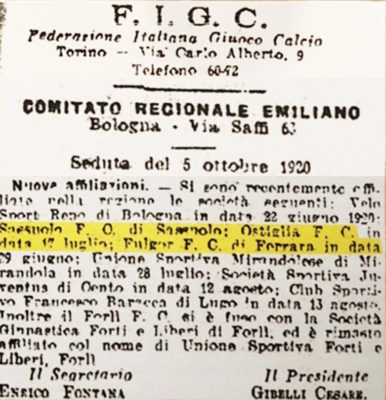 F. I. G. C.
Federazione Italiana Giuoco Calcio
Torino - Via Carlo Alberto, 9
Telefono 60-52
COMITATO REGIONALE EMILIANO
Bologna - Via Saffi 63
Seduta del 5 ottobre 1920
Nuove affiliazioni. - Si sono recentemente affi-
liate nella regione le società seguenti: Velo
Sport Reno di Bologna in data 22 giugno 1920:
Sassuolo F. C. di Sassuolo; Ostiglia F. C. in
data 17 luglio; Fulgor F. C. di Ferrara in data
29 giugno; Unione Sportiva Mirandolese di Mi-
randola in data 28 luglio; Società Sportiva Ju-
ventus di Cento in data 12 agosto; Club Sporti-
vo Francesco Baracca di Lugo in data 13 agosto.
Inoltre il Forlì F. C. si è fuso con la Società
Ginnastica Forti e Liberi di Forlì, ed è rimasto
affiliato col nome di Unione Sportiva Forti e
Liberi, Forlì
Il Segretario Il Presidente
ENRICO FONTANA GIBELLI CESARE.